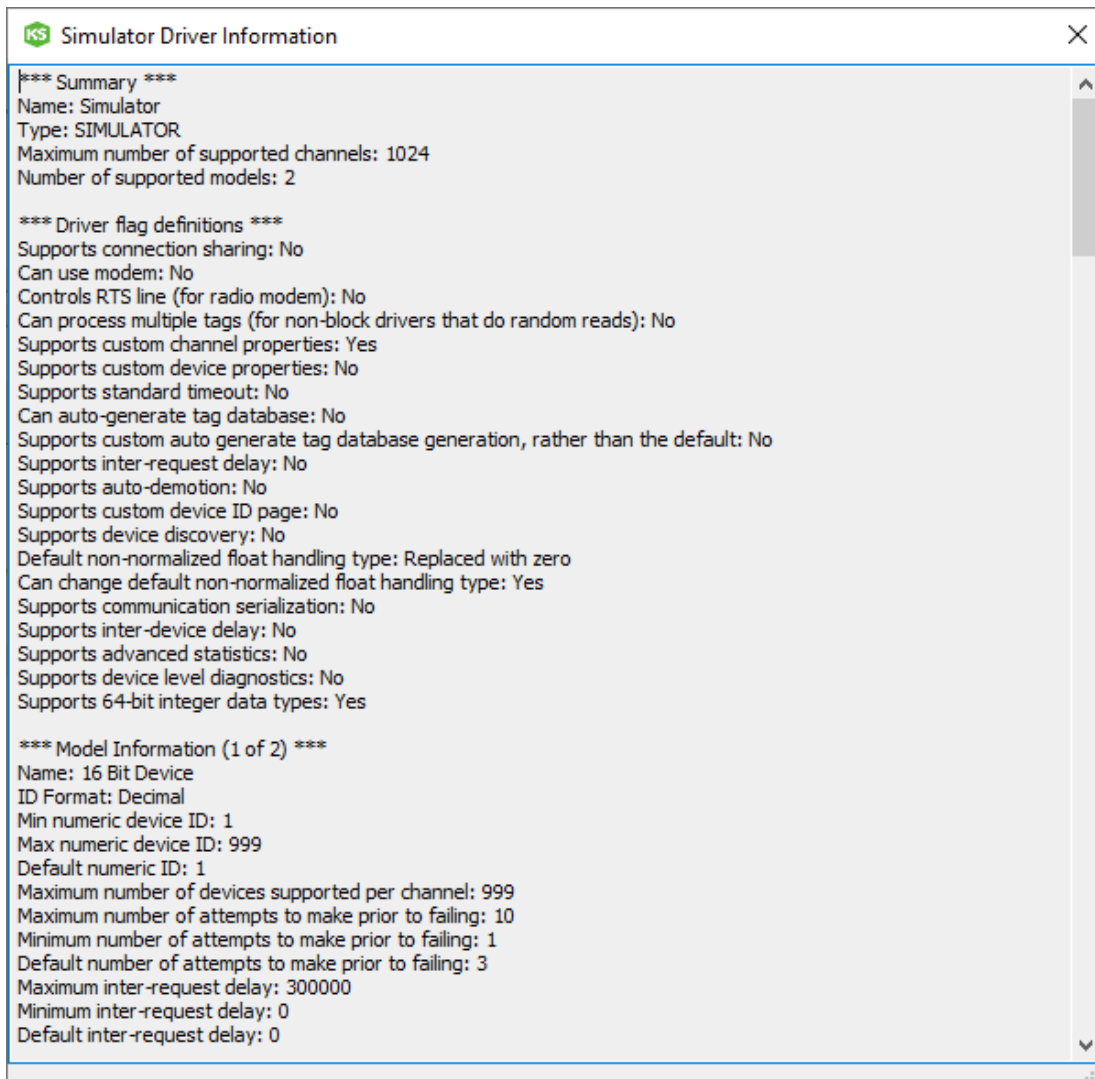 KS Simulator Driver Information
*** Summary ***
Name: Simulator
Type: SIMULATOR
Maximum number of supported channels: 1024
Number of supported models: 2
*** Driver flag definitions ***
Supports connection sharing: No
Can use modem: No
Controls RTS line (for radio modem): No
Can process multiple tags (for non-block drivers that do random reads): No
Supports custom channel properties: Yes
Supports custom device properties: No
Supports standard timeout: No
Can auto-generate tag database: No
Supports custom auto generate tag database generation, rather than the default: No
Supports inter-request delay: No
Supports auto-demotion: No
Supports custom device ID page: No
Supports device discovery: No
Default non-normalized float handling type: Replaced with zero
Can change default non-normalized float handling type: Yes
Supports communication serialization: No
Supports inter-device delay: No
Supports advanced statistics: No
Supports device level diagnostics: No
Supports 64-bit integer data types: Yes
*** Model Information (1 of 2) ***
Name: 16 Bit Device
ID Format: Decimal
Min numeric device ID: 1
Max numeric device ID: 999
Default numeric ID: 1
Maximum number of devices supported per channel: 999
Maximum number of attempts to make prior to failing: 10
Minimum number of attempts to make prior to failing: 1
Default number of attempts to make prior to failing: 3
Maximum inter-request delay: 300000
Minimum inter-request delay: 0
Default inter-request delay: 0